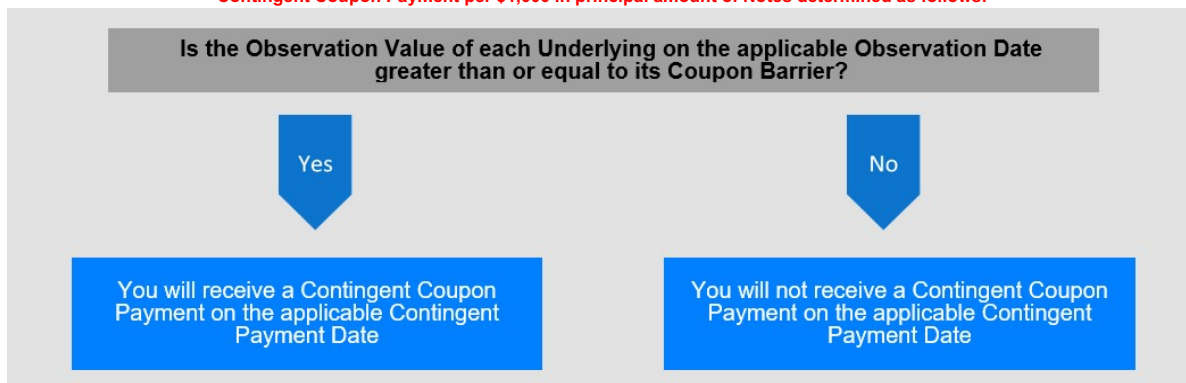 Contingent Coupon Payment per $1,000 in principal amount of Notes determined as follows:
Is the Observation Value of each Underlying on the applicable Observation Date
greater than or equal to its Coupon Barrier?
Yes
No
You will receive a Contingent Coupon
Payment on the applicable Contingent
Payment Date
You will not receive a Contingent Coupon
Payment on the applicable Contingent
Payment Date